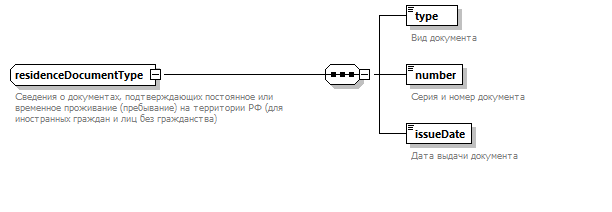 type
Вид документа
residenceDocumentType
Сведения о документах, подтверждающих постоянное или
временное проживание (пребывание) на территории РФ (для
иностранных граждан и лиц без гражданства)
number
Серия и номер документа
issueDate
Дата выдачи документа